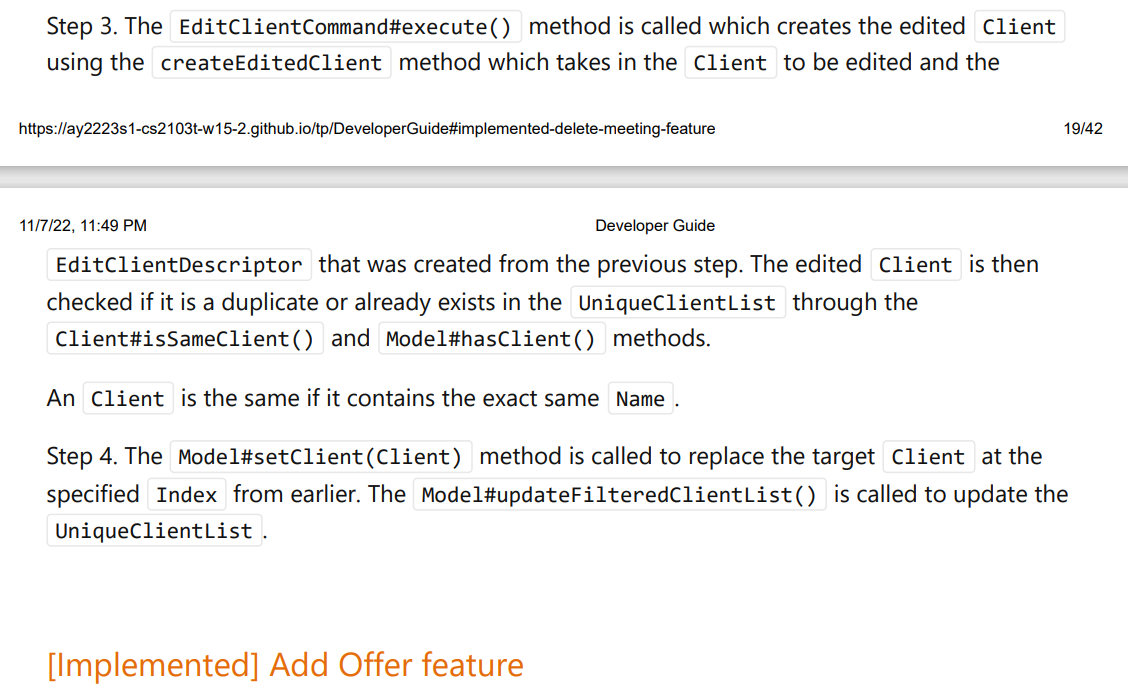 Step 3. The EditClientCommand#execute() method is called which creates the edited Client
using the createEditedClient method which takes in the Client to be edited and the
https://ay2223s1-cs2103t-w15-2.github.io/tp/DeveloperGuide#implemented-delete-meeting-feature 19/42
11/7/22, 11:49 PM Developer Guide
EditClientDescriptor that was created from the previous step. The edited Client is then
checked if it is a duplicate or already exists in the UniqueClientList through the
Client#isSameClient() and Model#hasClient() methods.
An Client is the same if it contains the exact same Name.
Step 4. The Model#setClient(Client) method is called to replace the target Client at the
specified Index from earlier. The Model#updateFilteredClientList() is called to update the
UniqueClientList.
[Implemented] Add Offer feature